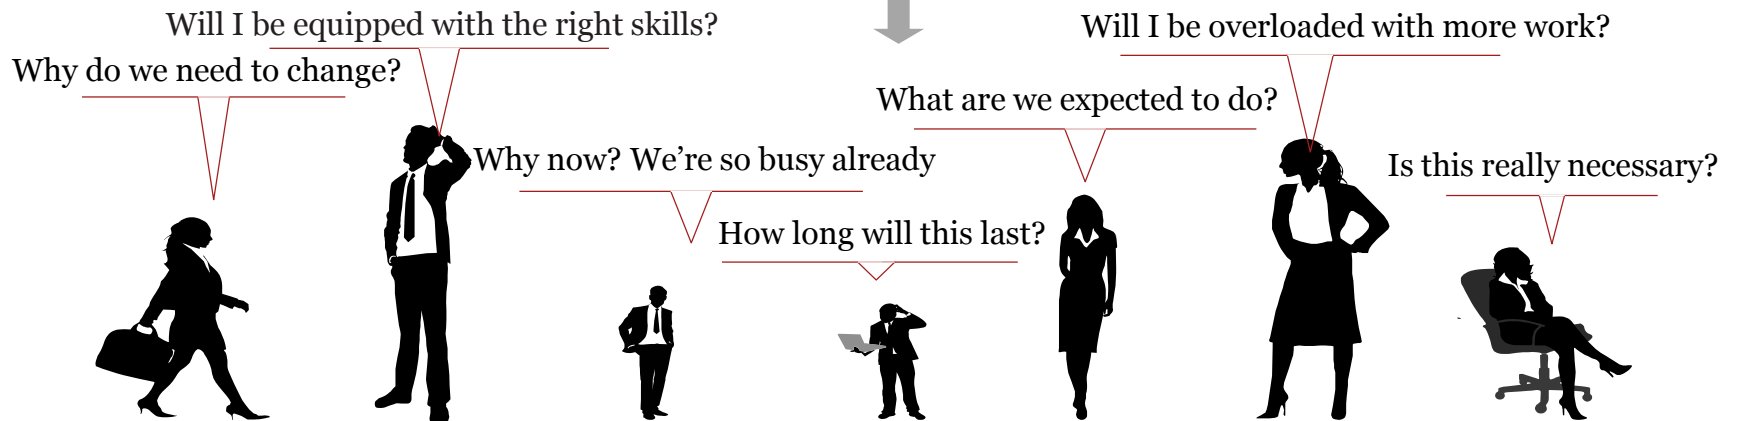 Will I be equipped with the right skills?
Will I be overloaded with more work?
Why do we need to change?
What are we expected to do?
Why now? We’re so busy already
Is this really necessary?
How long will this last?